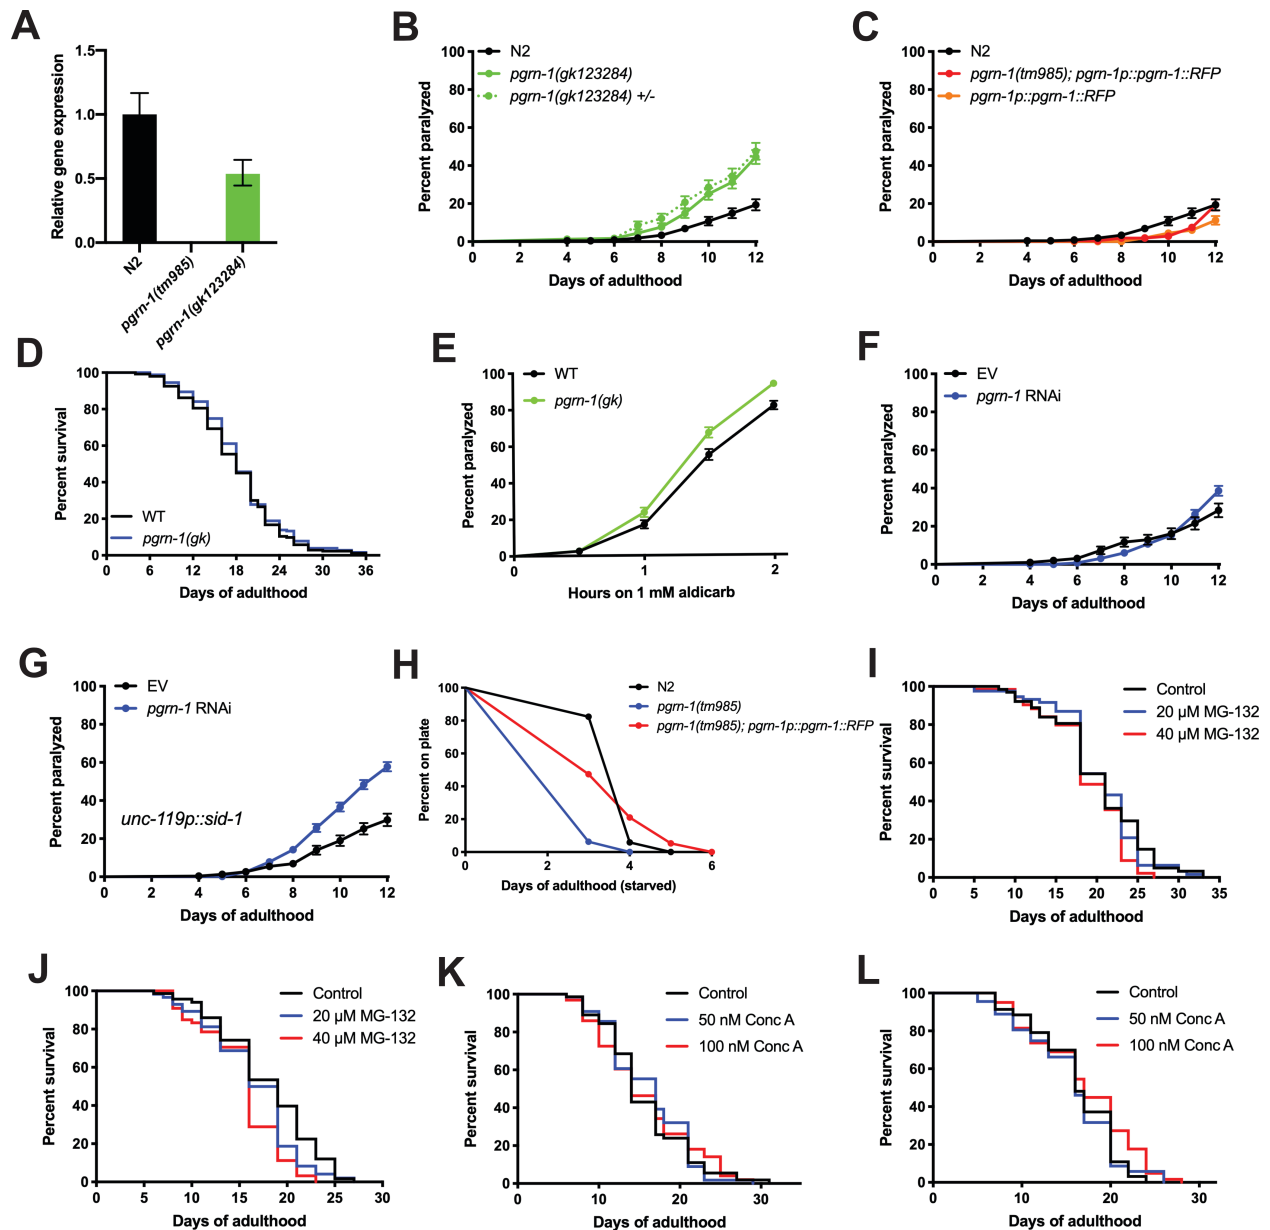 A
Relative gene expression
1.5
1.0
0.5
0.0
N2
pgrn-1(tm985)
pgrn-1(gk123284)
B
N2
pgrn-1(gk123284)
pgrn-1(gk123284) +/-
Percent paralyzed
100
80
60
40
20
0
0 2 4 6 8 10 12
Days of adulthood
C
N2
pgrn-1(tm985); pgrn-1p::pgrn-1::RFP
pgrn-1p::pgrn-1::RFP
Percent paralyzed
100
80
60
40
20
0
0 2 4 6 8 10 12
Days of adulthood
D
Percent survival
100
80
60
40
20
0
WT
pgrn-1(gk)
0 6 12 18 24 30 36
Days of adulthood
E
WT
pgrn-1(gk)
Percent paralyzed
100
80
60
40
20
0
0 1 2
Hours on 1 mM aldicarb
F
EV
pgrn-1 RNAi
Percent paralyzed
100
80
60
40
20
0
0 2 4 6 8 10 12
Days of adulthood
G
EV
pgrn-1 RNAi
unc-119p::sid-1
Percent paralyzed
100
80
60
40
20
0
0 2 4 6 8 10 12
Days of adulthood
H
N2
pgrn-1(tm985)
pgrn-1(tm985); pgrn-1p::pgrn-1::RFP
Percent on plate
100
80
60
40
20
0
0 2 4 6
Days of adulthood (starved)
I
Control
20 µM MG-132
40 µM MG-132
Percent survival
100
80
60
40
20
0
0 5 10 15 20 25 30 35
Days of adulthood
J
Control
20 µM MG-132
40 µM MG-132
Percent survival
100
80
60
40
20
0
0 5 10 15 20 25 30
Days of adulthood
K
Control
50 nM Conc A
100 nM Conc A
Percent survival
100
80
60
40
20
0
0 10 20 30
Days of adulthood
L
Control
50 nM Conc A
100 nM Conc A
Percent survival
100
80
60
40
20
0
0 10 20 30
Days of adulthood